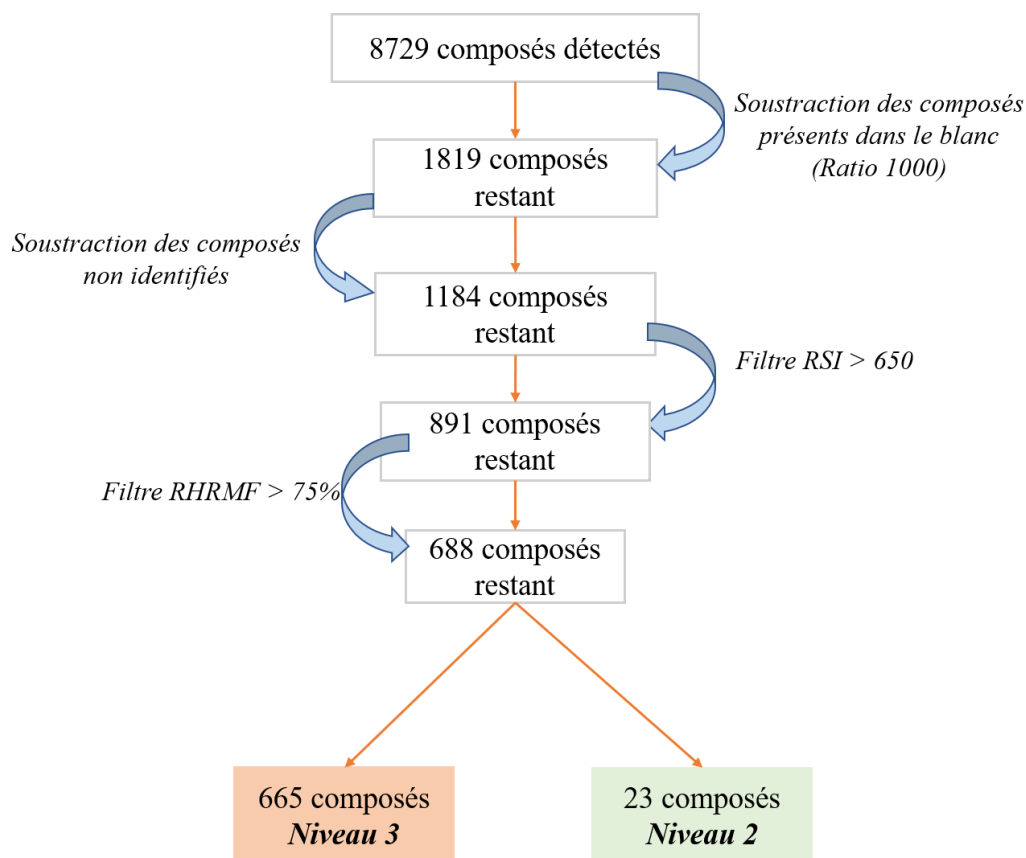 8729 composés détectés
Soustraction des composés
présents dans le blanc
(Ratio 1000)
1819 composés
restant
Soustraction des composés
non identifiés
1184 composés
restant
Filtre RSI > 650
891 composés
restant
Filtre RHRMF > 75%
688 composés
restant
665 composés
Niveau 3
23 composés
Niveau 2